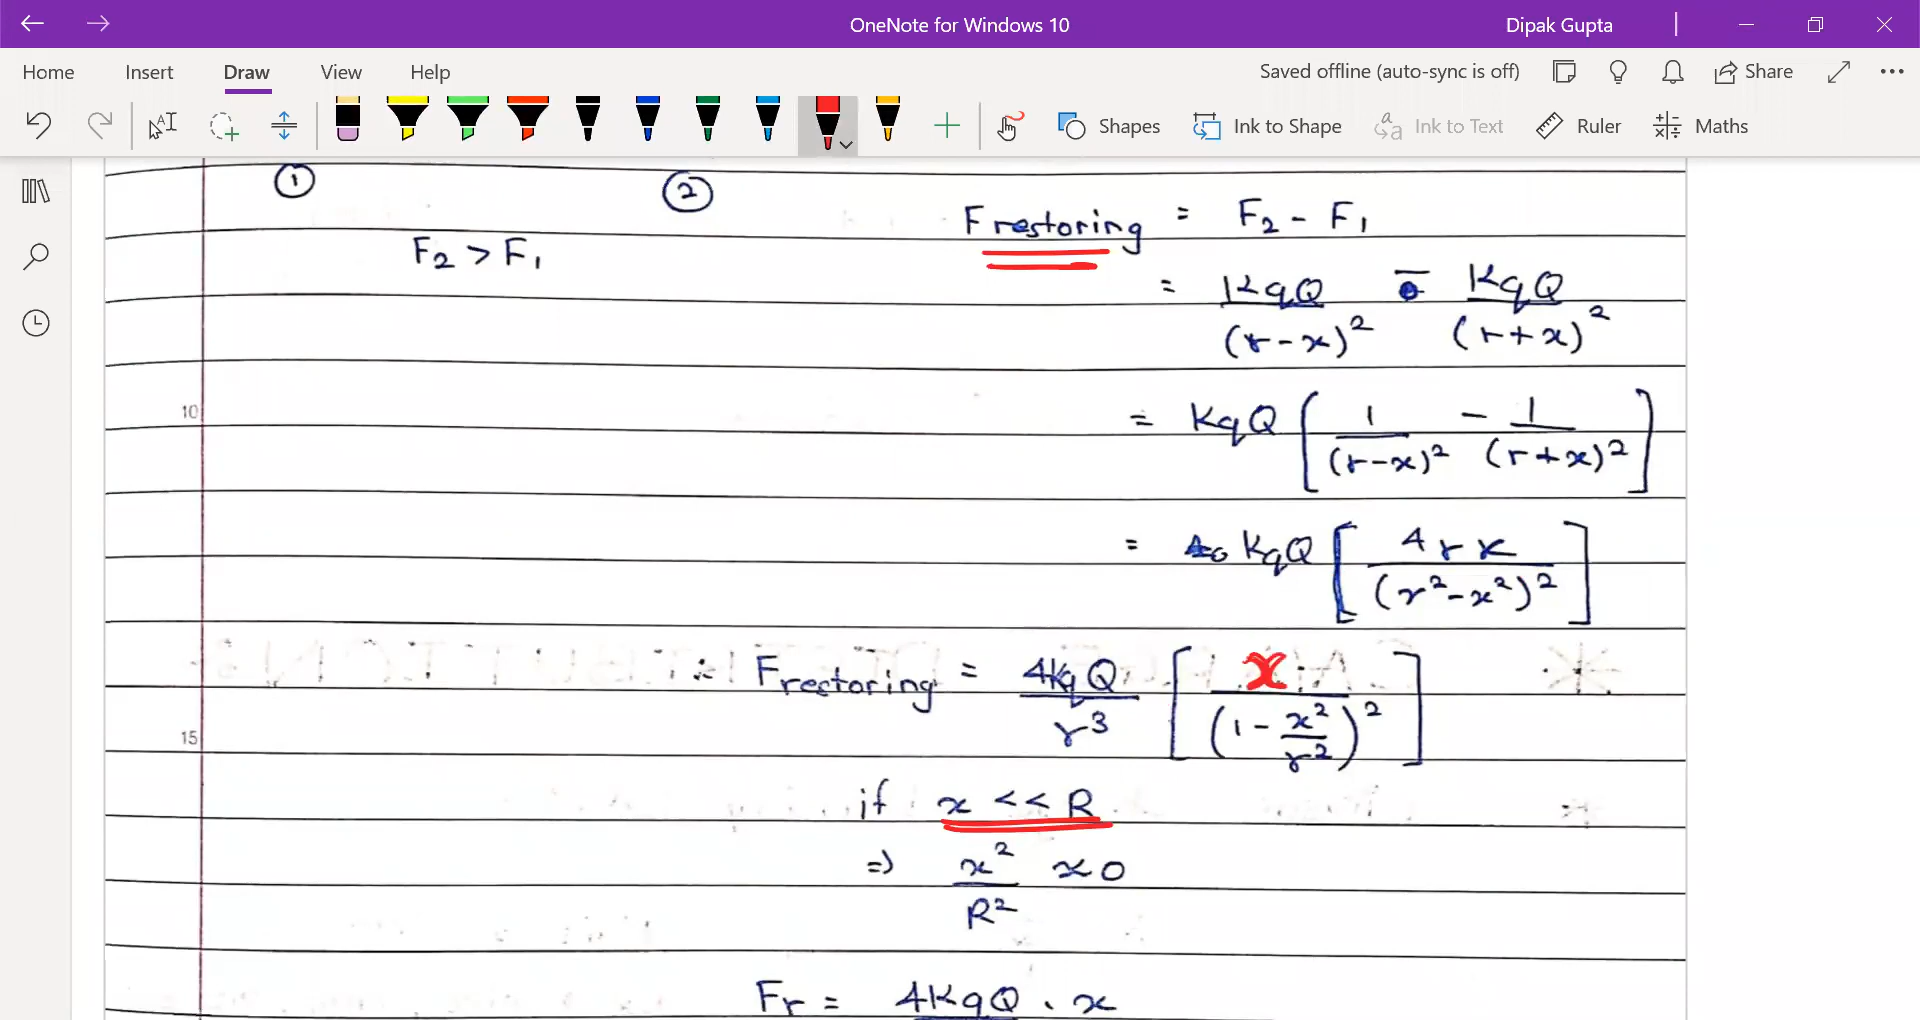 OneNote for Windows 10
Dipak Gupta
Home Insert Draw View Help
Saved offline (auto-sync is off) Share
Shapes Ink to Shape Ink to Text Ruler Maths
① ②
F restoring = F₂ - F₁
F₂ > F₁
= KqQ/(r-x)² - KqQ/(r+x)²
10
= KqQ [ 1/(r-x)² - 1/(r+x)² ]
= KqQ [ 4rx/(r²-x²)² ]
∴ Frestoring = 4KqQ/r³ [ x/(1 - x²/r²)² ]
15
if x << R
=> x²/R² ≈ 0
Fr = 4KqQ . x